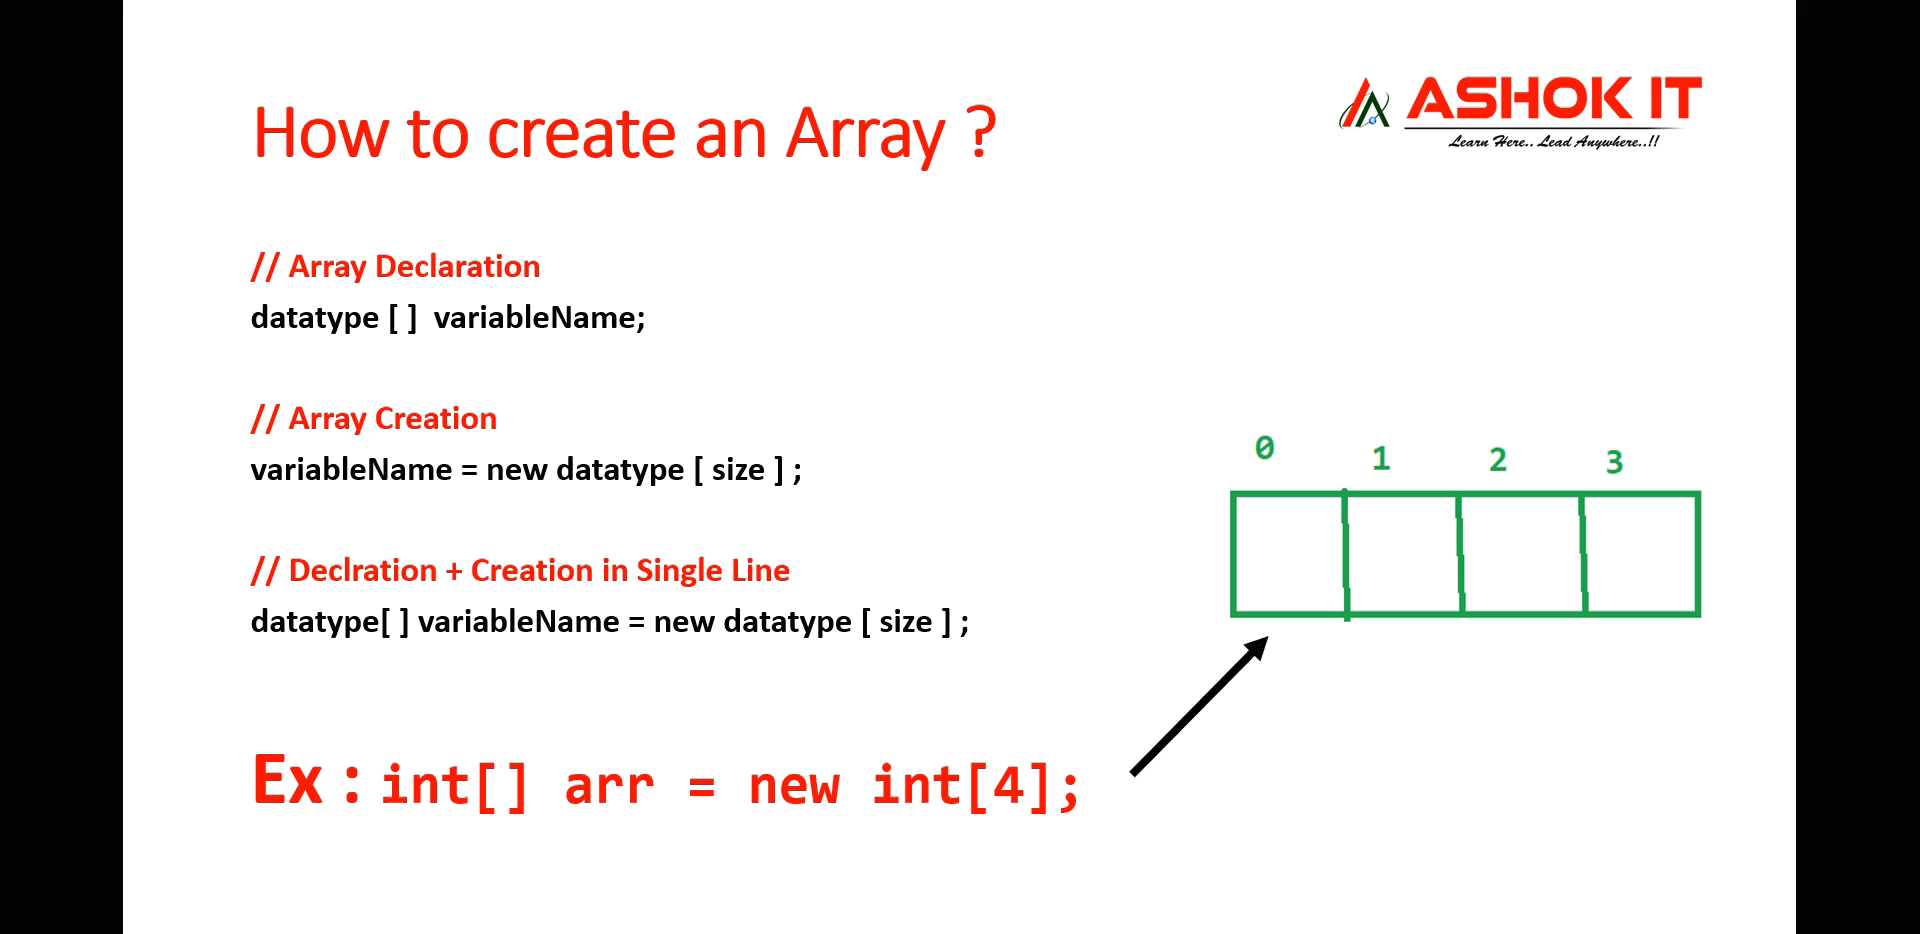 How to create an Array ?
ASHOK IT
Learn Here.. Lead Anywhere..!!
// Array Declaration
datatype [ ]  variableName;
// Array Creation
variableName = new datatype [ size ] ;
// Declration + Creation in Single Line
datatype[ ] variableName = new datatype [ size ] ;
0 1 2 3
Ex : int[] arr = new int[4];